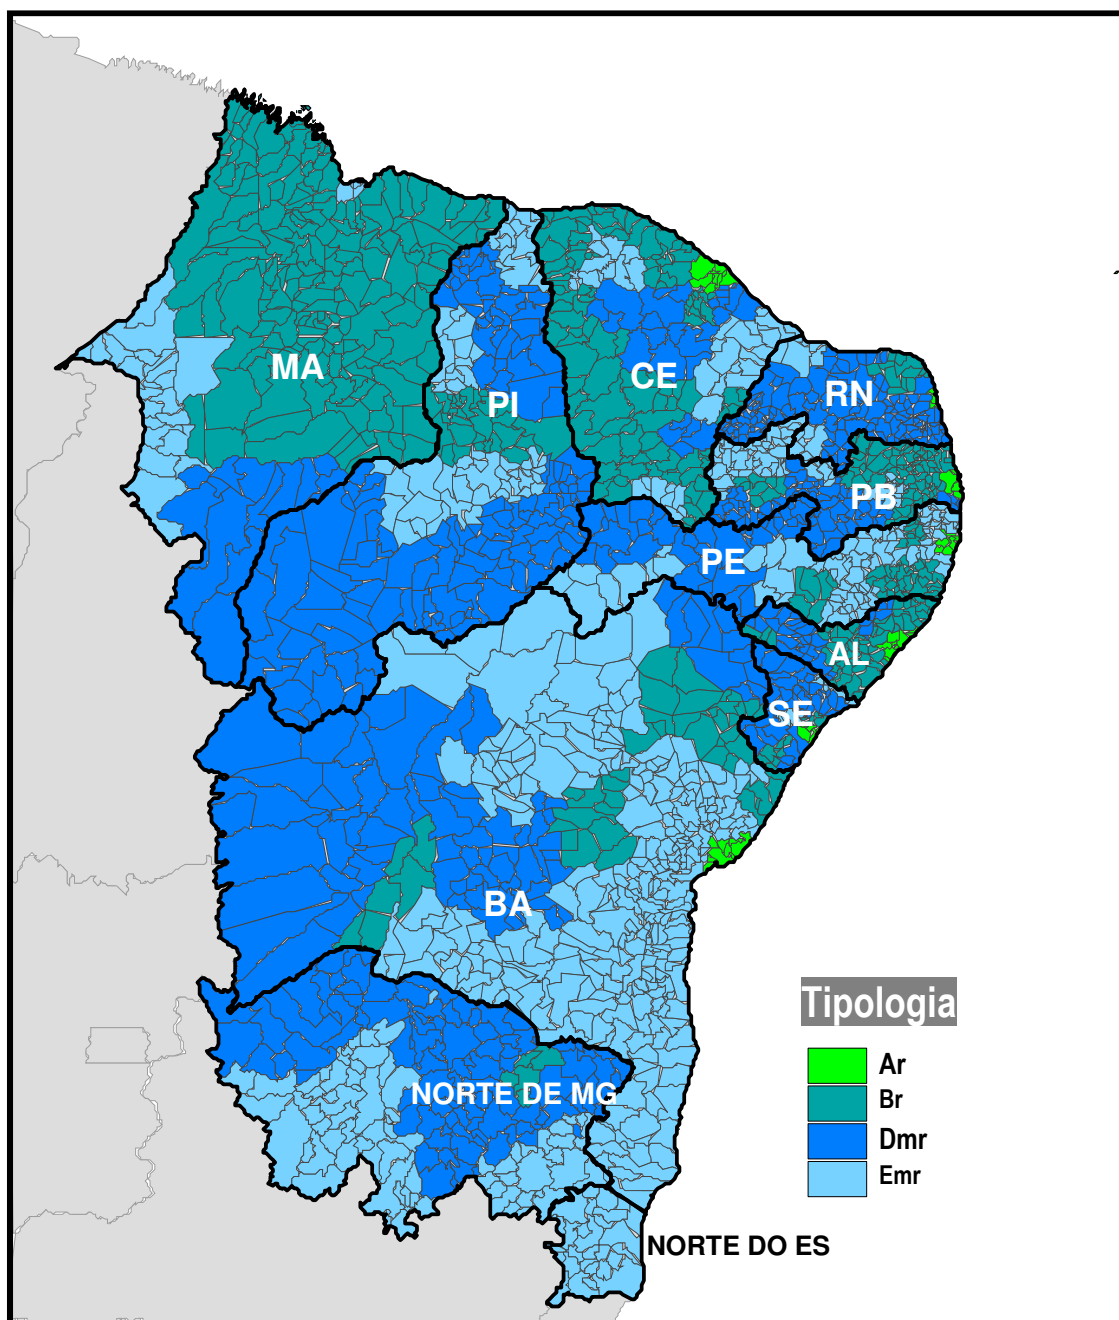 MA
PI
CE
RN
PB
PE
AL
SE
BA
Tipologia
Ar
Br
Dmr
Emr
NORTE DE MG
NORTE DO ES